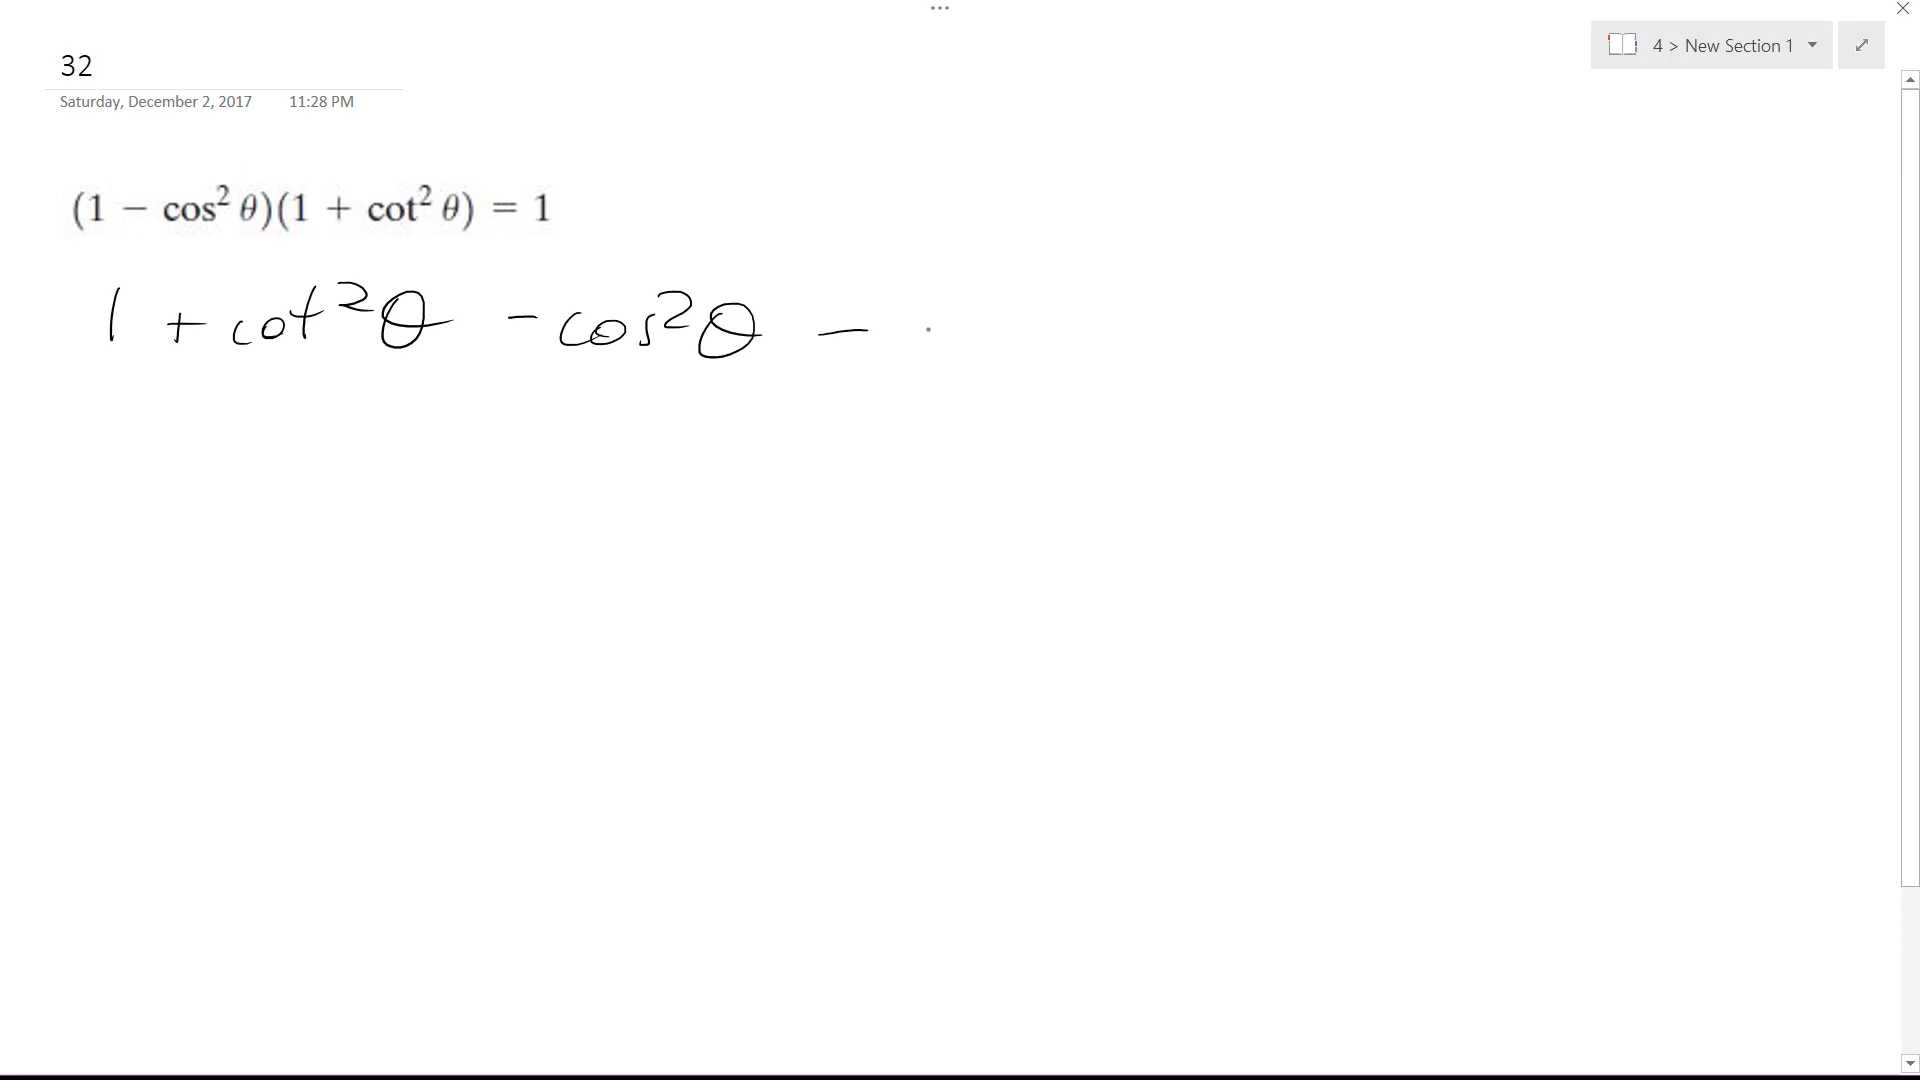 ...
4 > New Section 1
32
Saturday, December 2, 2017 11:28 PM
(1 − cos² θ)(1 + cot² θ) = 1
1 + cot²θ - cos²θ -